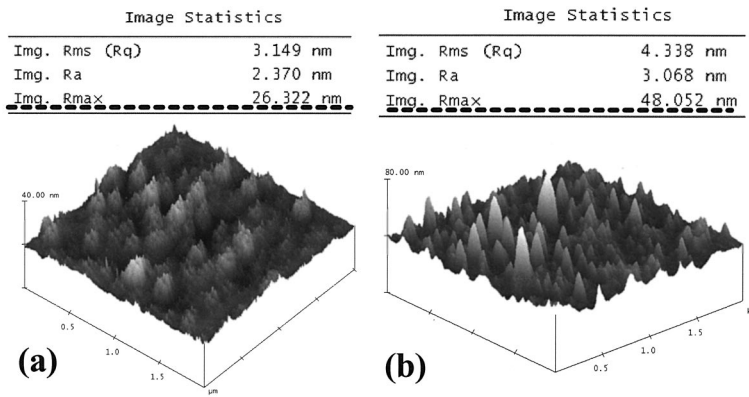 Image Statistics
Img. Rms (Rq) 3.149 nm
Img. Ra 2.370 nm
Img. Rmax 26.322 nm
40.00 nm
0.5
1.0
1.5
µm
(a)
Image Statistics
Img. Rms (Rq) 4.338 nm
Img. Ra 3.068 nm
Img. Rmax 48.052 nm
80.00 nm
0.5
1.0
1.5
(b)